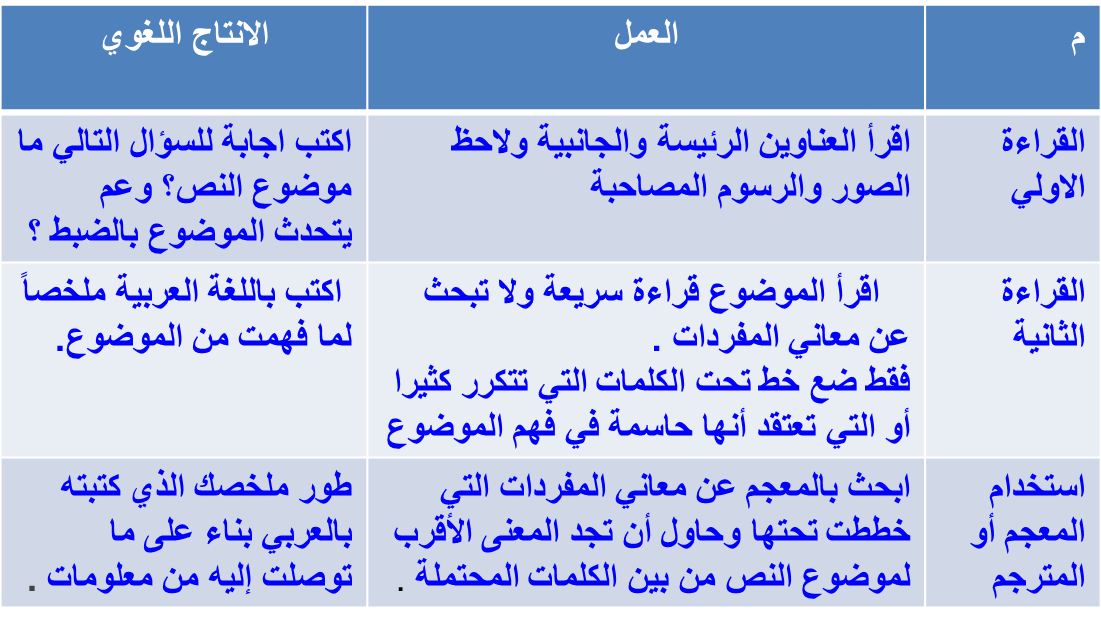 م
العمل
الانتاج اللغوي
القراءة
الاولي
اقرأ العناوين الرئيسة والجانبية ولاحظ
الصور والرسوم المصاحبة
اكتب اجابة للسؤال التالي ما
موضوع النص؟ وعم
يتحدث الموضوع بالضبط ؟
القراءة
الثانية
اقرأ الموضوع قراءة سريعة ولا تبحث
عن معاني المفردات .
فقط ضع خط تحت الكلمات التي تتكرر كثيرا
أو التي تعتقد أنها حاسمة في فهم الموضوع
اكتب باللغة العربية ملخصاً
لما فهمت من الموضوع.
استخدام
المعجم أو
المترجم
ابحث بالمعجم عن معاني المفردات التي
خططت تحتها وحاول أن تجد المعنى الأقرب
لموضوع النص من بين الكلمات المحتملة .
طور ملخصك الذي كتبته
بالعربي بناء على ما
توصلت إليه من معلومات .